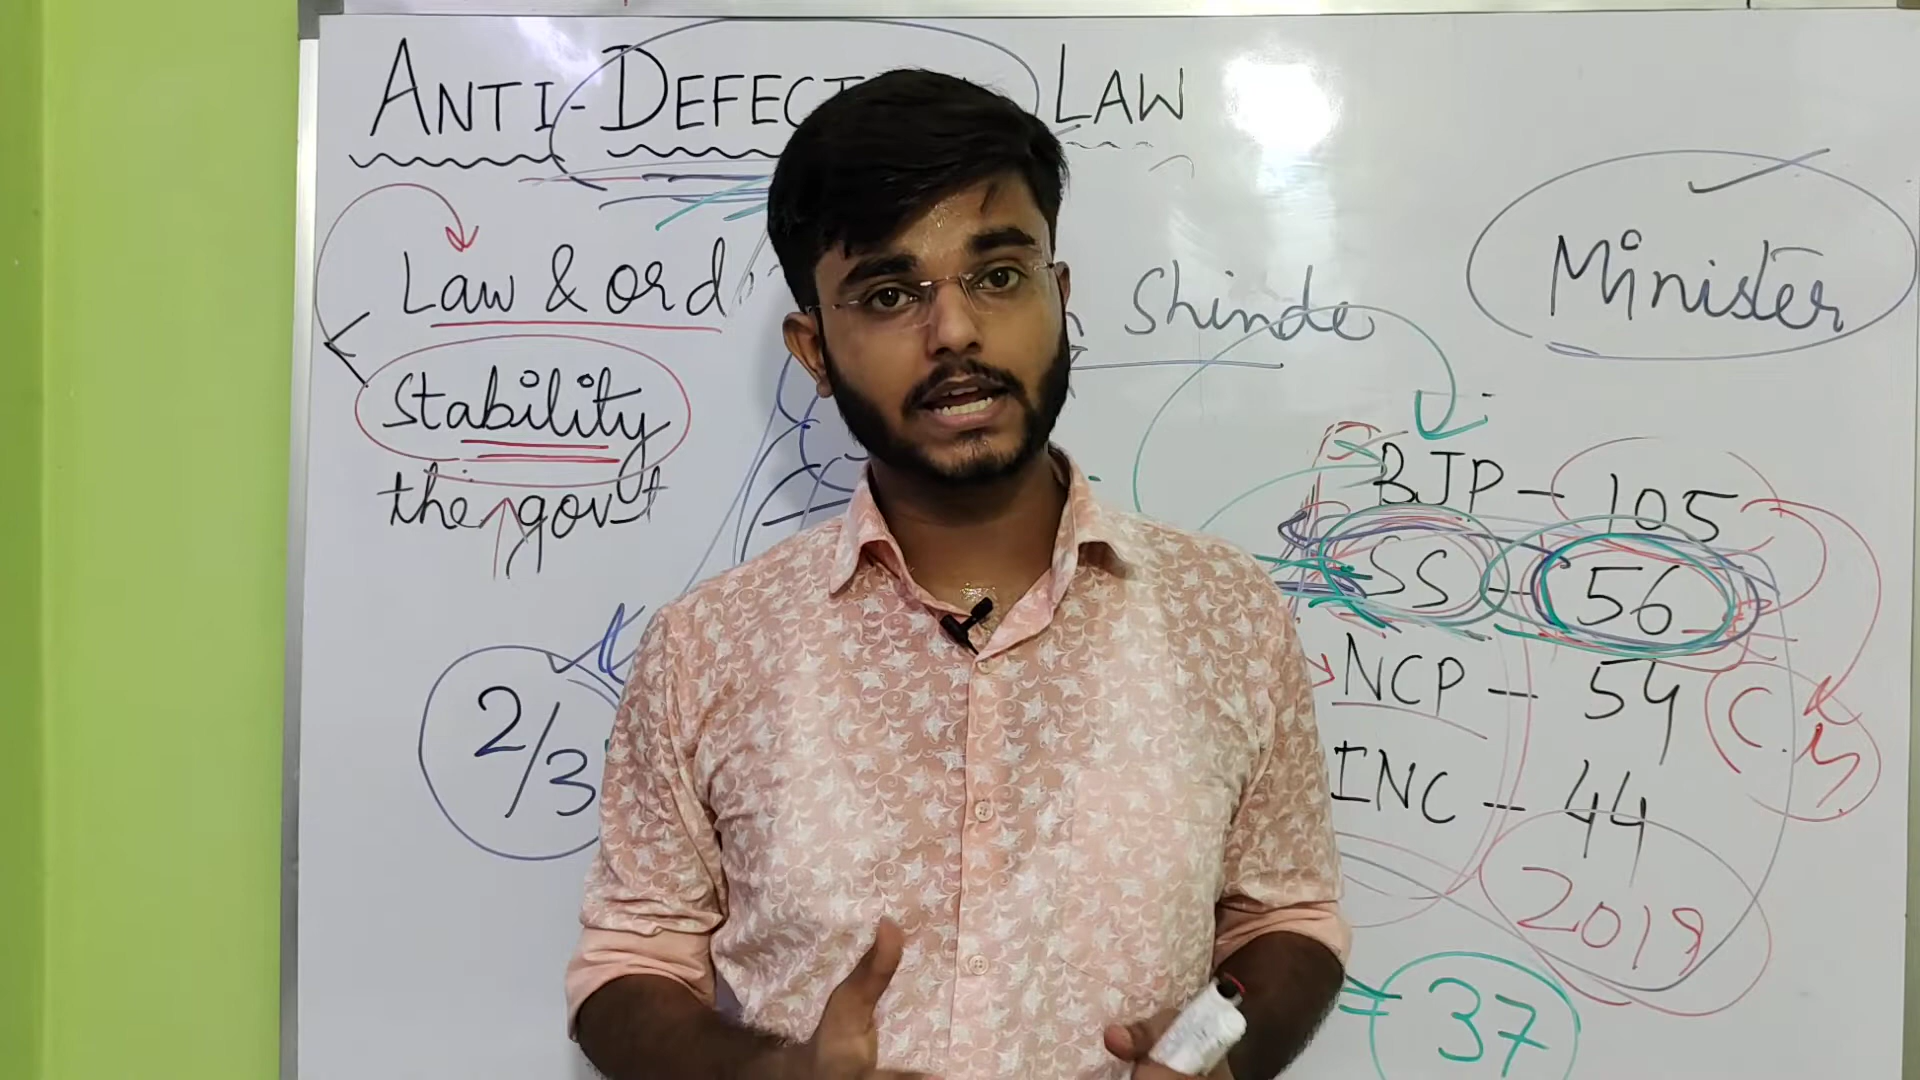 ANTI-DEFECT LAW
Law & ord
Stability
the govt
2/3
Shinde
Minister
BJP - 105
SS - 56
NCP - 54
INC - 44
C.M.
2019
= 37